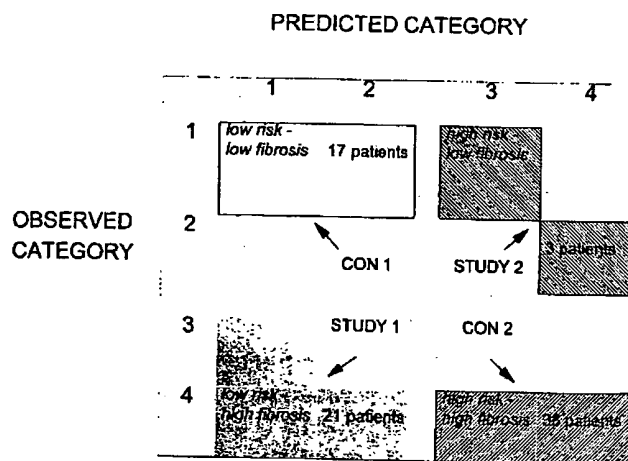 PREDICTED CATEGORY
1 2 3 4
1 low risk - high risk -
low fibrosis 17 patients low fibrosis
OBSERVED 2
CATEGORY 3 patients
CON 1 STUDY 2
3 STUDY 1 CON 2
4 low risk - high risk -
high fibrosis 21 patients high fibrosis patients